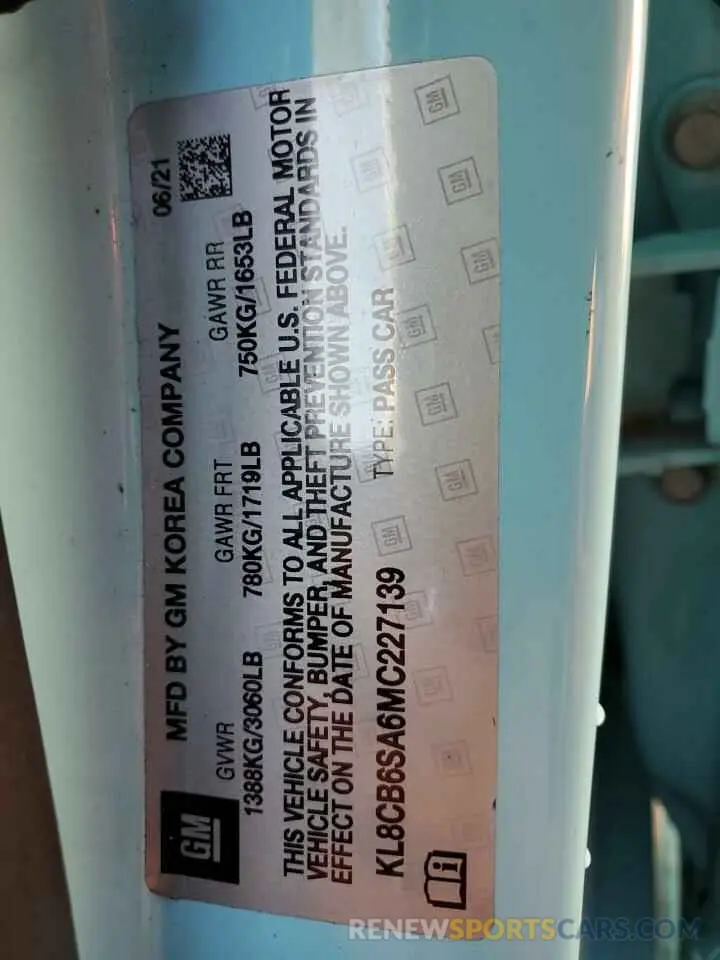 GM
MFD BY GM KOREA COMPANY 06/21
GVWR GAWR FRT GAWR RR
1388KG/3060LB 780KG/1719LB 750KG/1653LB
THIS VEHICLE CONFORMS TO ALL APPLICABLE U.S. FEDERAL MOTOR
VEHICLE SAFETY, BUMPER, AND THEFT PREVENTION STANDARDS IN
EFFECT ON THE DATE OF MANUFACTURE SHOWN ABOVE.
KL8CB6SA6MC227139 TYPE: PASS CAR
RENEWSPORTSCARS.COM